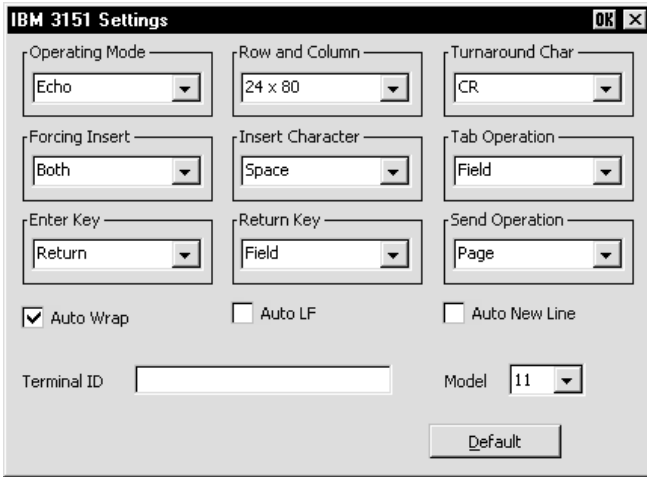 IBM 3151 Settings OK
Operating Mode Row and Column Turnaround Char
Echo 24 x 80 CR
Forcing Insert Insert Character Tab Operation
Both Space Field
Enter Key Return Key Send Operation
Return Field Page
Auto Wrap Auto LF Auto New Line
Terminal ID Model 11
Default